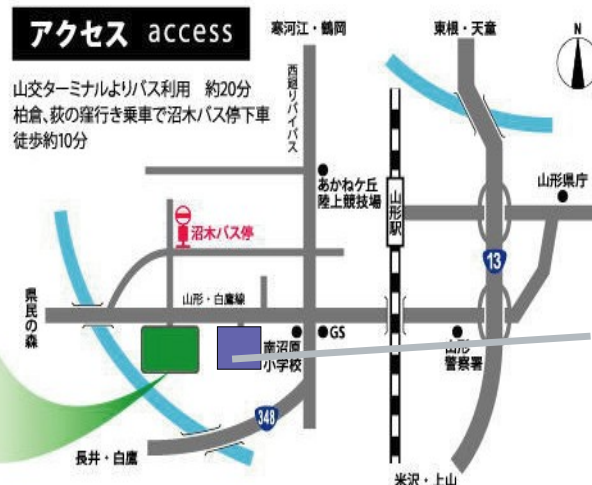 アクセス access
山交ターミナルよりバス利用 約20分
柏倉、荻の窪行き乗車で沼木バス停下車
徒歩約10分
寒河江・鶴岡
東根・天童
N
西廻りバイパス
あかねケ丘
陸上競技場
山形駅
山形県庁
沼木バス停
13
県民の森
山形・白鷹線
南沼原
小学校
GS
山形
警察署
348
長井・白鷹
米沢・上山